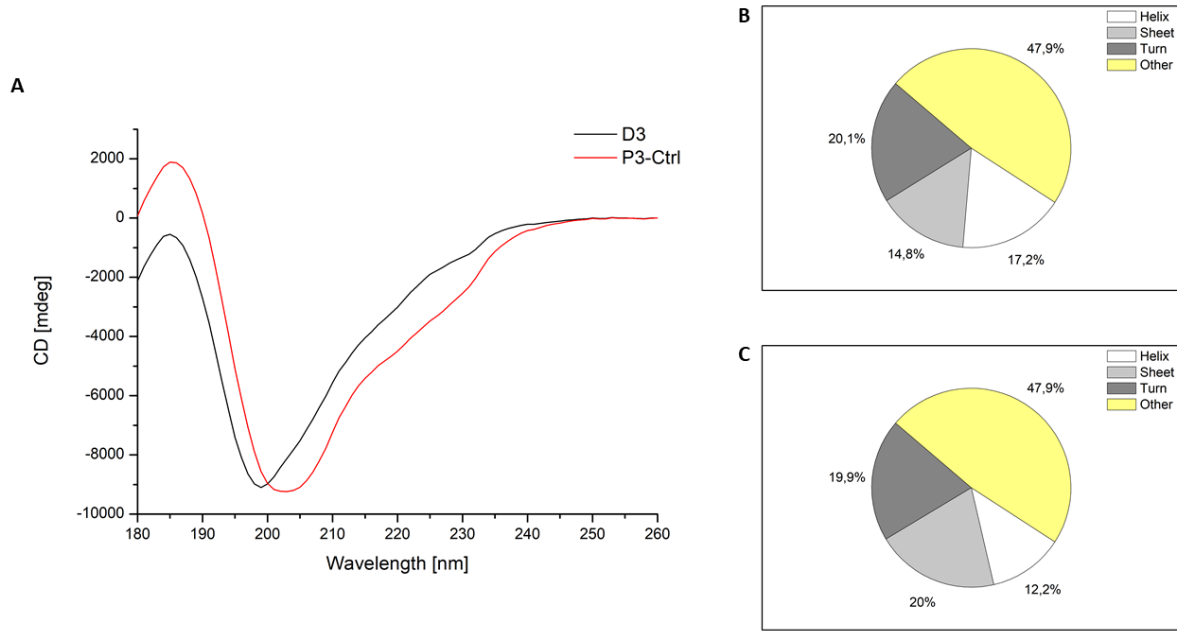 A
D3
P3-Ctrl
CD [mdeg]
2000
0
-2000
-4000
-6000
-8000
-10000
180 190 200 210 220 230 240 250 260
Wavelength [nm]
B
Helix
Sheet
Turn
Other
47,9%
20,1%
14,8%
17,2%
C
Helix
Sheet
Turn
Other
47,9%
19,9%
20%
12,2%